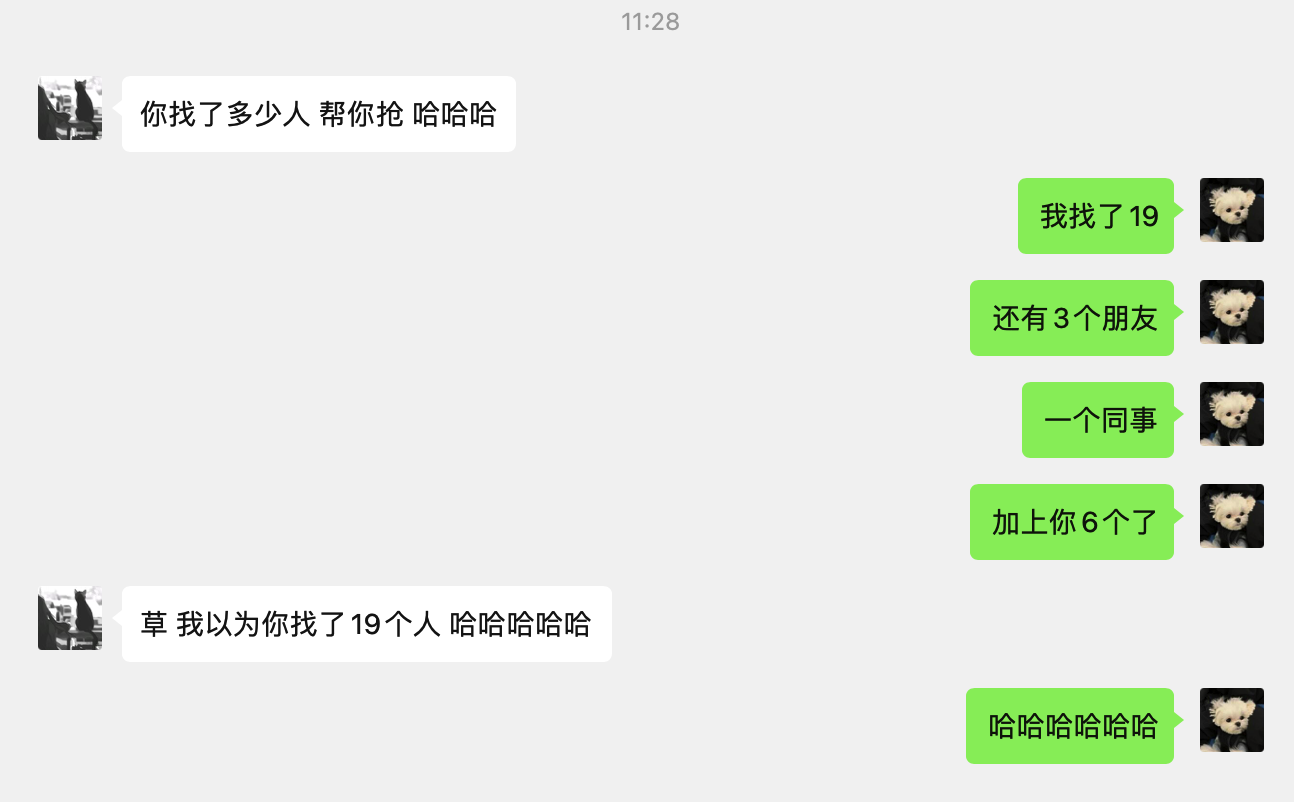 11:28
你找了多少人 帮你抢 哈哈哈
我找了19
还有3个朋友
一个同事
加上你6个了
草 我以为你找了19个人 哈哈哈哈哈
哈哈哈哈哈哈